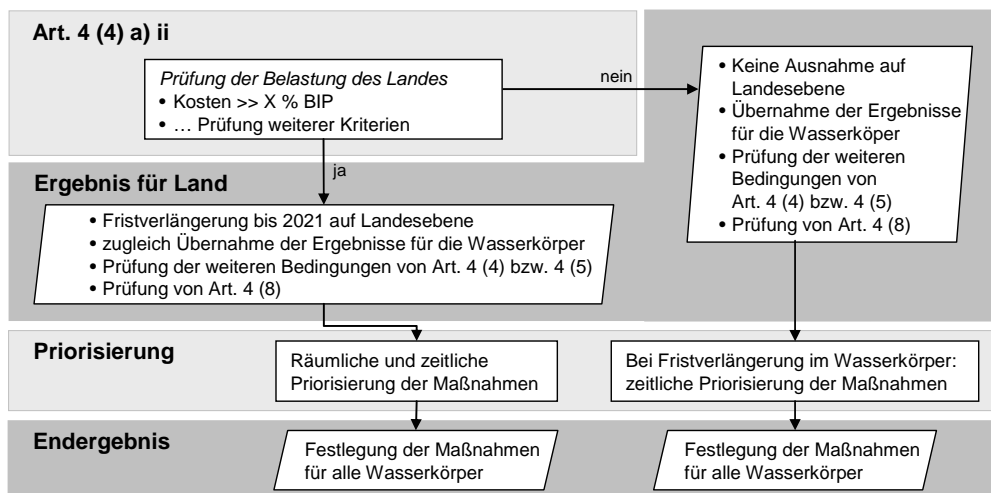 Art. 4 (4) a) ii
Prüfung der Belastung des Landes
• Kosten >> X % BIP
• … Prüfung weiterer Kriterien
nein
• Keine Ausnahme auf
Landesebene
• Übernahme der Ergebnisse
für die Wasserköper
• Prüfung der weiteren
Bedingungen von
Art. 4 (4) bzw. 4 (5)
• Prüfung von Art. 4 (8)
ja
Ergebnis für Land
• Fristverlängerung bis 2021 auf Landesebene
• zugleich Übernahme der Ergebnisse für die Wasserkörper
• Prüfung der weiteren Bedingungen von Art. 4 (4) bzw. 4 (5)
• Prüfung von Art. 4 (8)
Priorisierung
Räumliche und zeitliche
Priorisierung der Maßnahmen
Bei Fristverlängerung im Wasserkörper:
zeitliche Priorisierung der Maßnahmen
Endergebnis
Festlegung der Maßnahmen
für alle Wasserkörper
Festlegung der Maßnahmen
für alle Wasserkörper